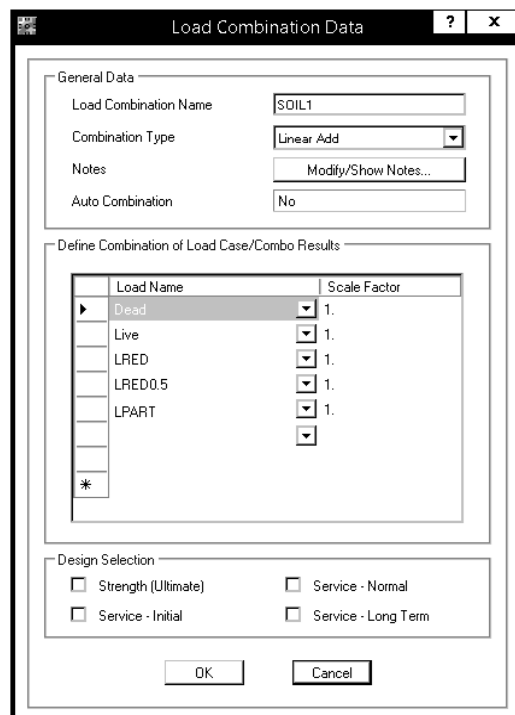 Load Combination Data
? x
General Data
Load Combination Name SOIL1
Combination Type Linear Add
Notes Modify/Show Notes...
Auto Combination No
Define Combination of Load Case/Combo Results
Load Name Scale Factor
Dead 1.
Live 1.
LRED 1.
LRED0.5 1.
LPART 1.
*
Design Selection
Strength (Ultimate) Service - Normal
Service - Initial Service - Long Term
OK Cancel